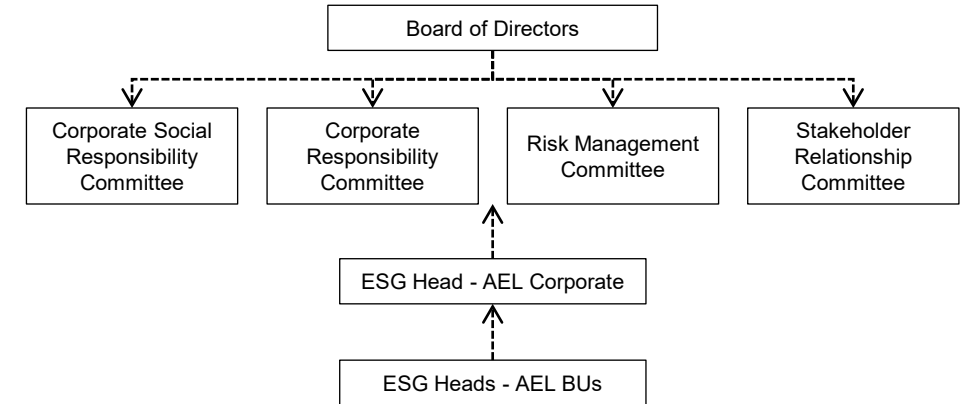 Board of Directors
Corporate Social
Responsibility
Committee
Corporate
Responsibility
Committee
Risk Management
Committee
Stakeholder
Relationship
Committee
ESG Head - AEL Corporate
ESG Heads - AEL BUs